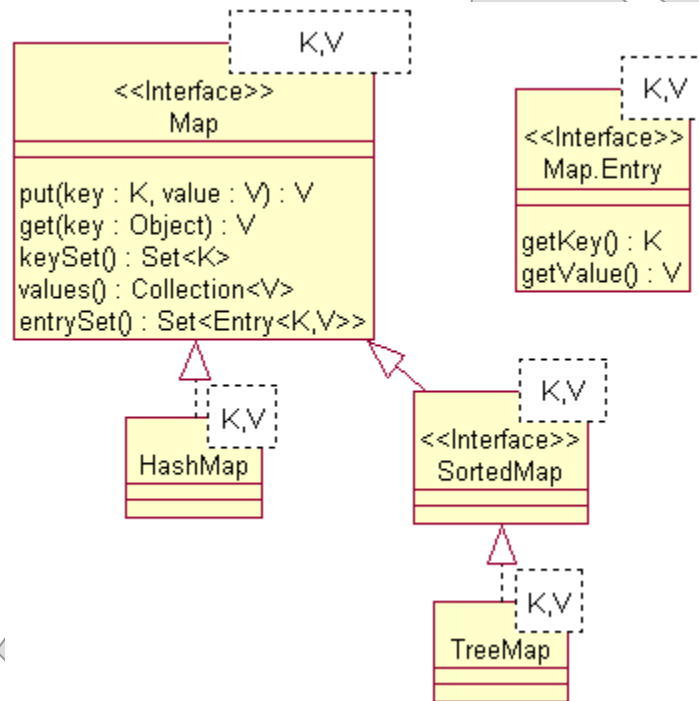 K,V
<<Interface>>
Map
put(key : K, value : V) : V
get(key : Object) : V
keySet() : Set<K>
values() : Collection<V>
entrySet() : Set<Entry<K,V>>
K,V
<<Interface>>
Map.Entry
getKey() : K
getValue() : V
K,V
HashMap
K,V
<<Interface>>
SortedMap
K,V
TreeMap